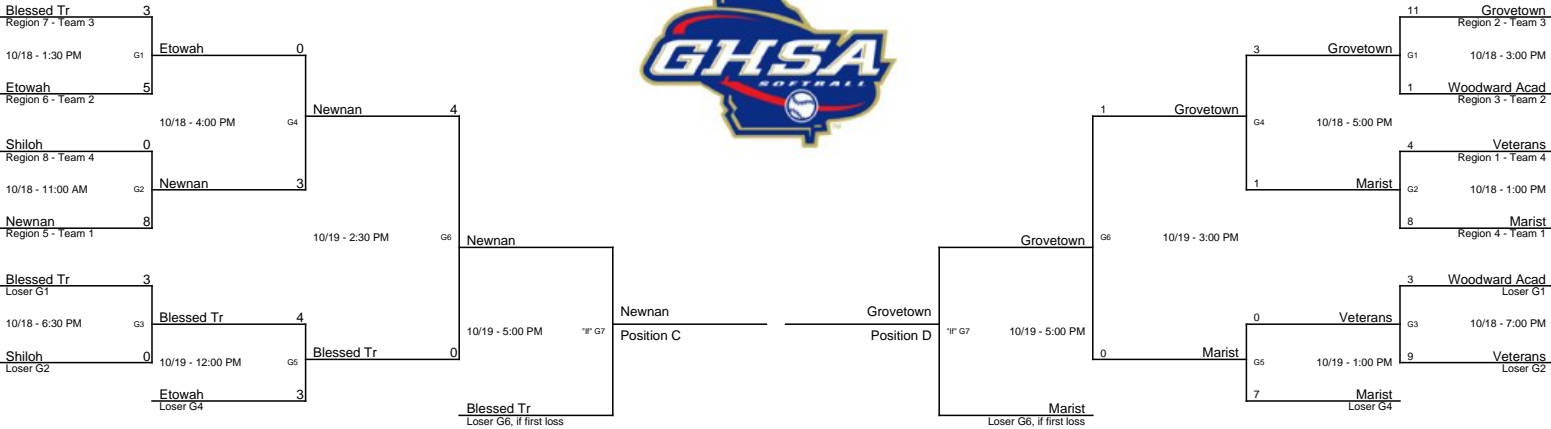 Blessed Tr 3
Region 7 - Team 3
10/18 - 1:30 PM G1
Etowah 0
Etowah 5
Region 6 - Team 2
10/18 - 4:00 PM G4
Newnan 4
Shiloh 0
Region 8 - Team 4
10/18 - 11:00 AM G2
Newnan 3
Newnan 8
Region 5 - Team 1
10/19 - 2:30 PM G6
Newnan
Blessed Tr 3
Loser G1
10/18 - 6:30 PM G3
Blessed Tr 4
Shiloh 0
Loser G2
10/19 - 12:00 PM G5
Blessed Tr 0
Etowah 3
Loser G4
10/19 - 5:00 PM "If" G7
Blessed Tr
Loser G6, if first loss
Newnan
Position C
GHSA
SOFTBALL
TM
Grovetown
Position D
11 Grovetown
Region 2 - Team 3
G1 10/18 - 3:00 PM
3 Grovetown
1 Woodward Acad
Region 3 - Team 2
G4 10/18 - 5:00 PM
1 Grovetown
4 Veterans
Region 1 - Team 4
G2 10/18 - 1:00 PM
1 Marist
8 Marist
Region 4 - Team 1
G6 10/19 - 3:00 PM
Grovetown
3 Woodward Acad
Loser G1
G3 10/18 - 7:00 PM
0 Veterans
9 Veterans
Loser G2
G5 10/19 - 1:00 PM
0 Marist
7 Marist
Loser G4
"If" G7 10/19 - 5:00 PM
Marist
Loser G6, if first loss